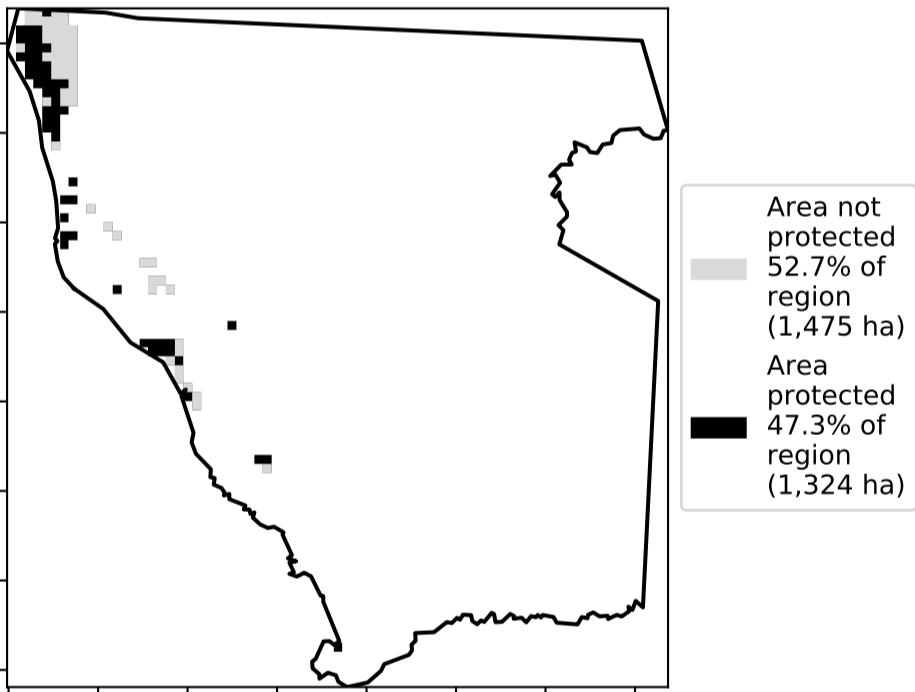 Area not
protected
52.7% of
region
(1,475 ha)
Area
protected
47.3% of
region
(1,324 ha)